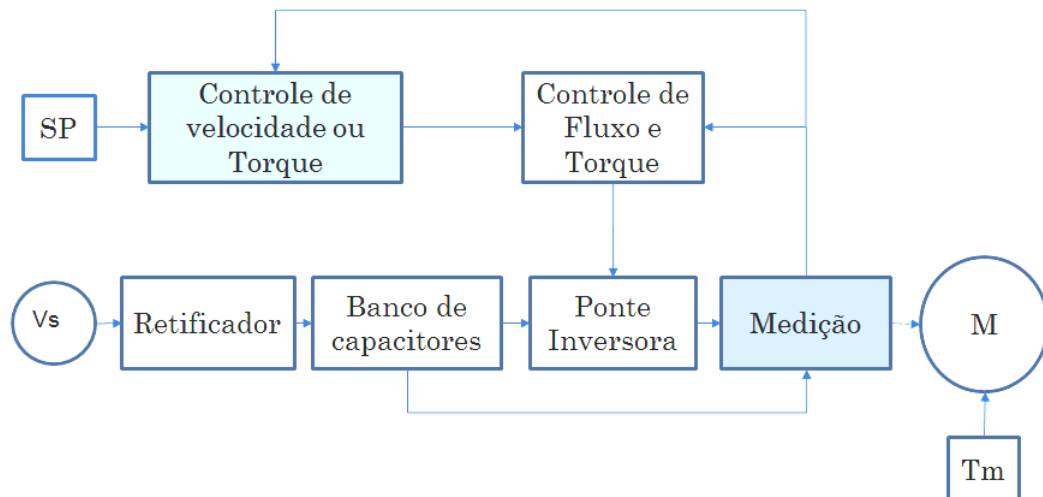 SP
Controle de
velocidade ou
Torque
Controle de
Fluxo e
Torque
Vs
Retificador
Banco de
capacitores
Ponte
Inversora
Medição
M
Tm